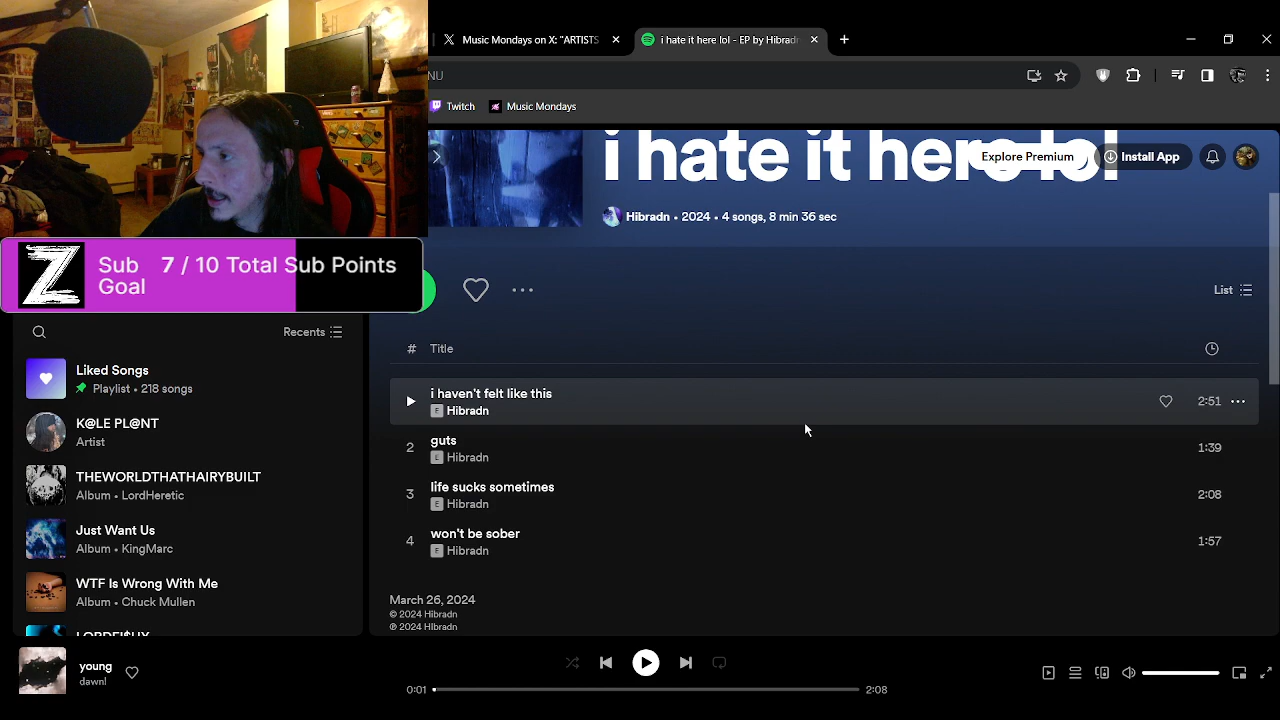 Music Mondays on X: "ARTISTS
i hate it here lol - EP by Hibradn
NU
Twitch
Music Mondays
i hate it here lol
Explore Premium
Install App
Hibradn • 2024 • 4 songs, 8 min 36 sec
Sub Goal
7 / 10 Total Sub Points
List
Recents
# Title
Liked Songs
Playlist • 218 songs
K@LE PL@NT
Artist
THEWORLDTHATHAIRYBUILT
Album • LordHeretic
Just Want Us
Album • KingMarc
WTF Is Wrong With Me
Album • Chuck Mullen
i haven't felt like this
E Hibradn
2:51
2 guts 1:39
E Hibradn
3 life sucks sometimes 2:08
E Hibradn
4 won't be sober 1:57
E Hibradn
March 26, 2024
© 2024 Hibradn
℗ 2024 HIbradn
young
dawnl
0:01
2:08